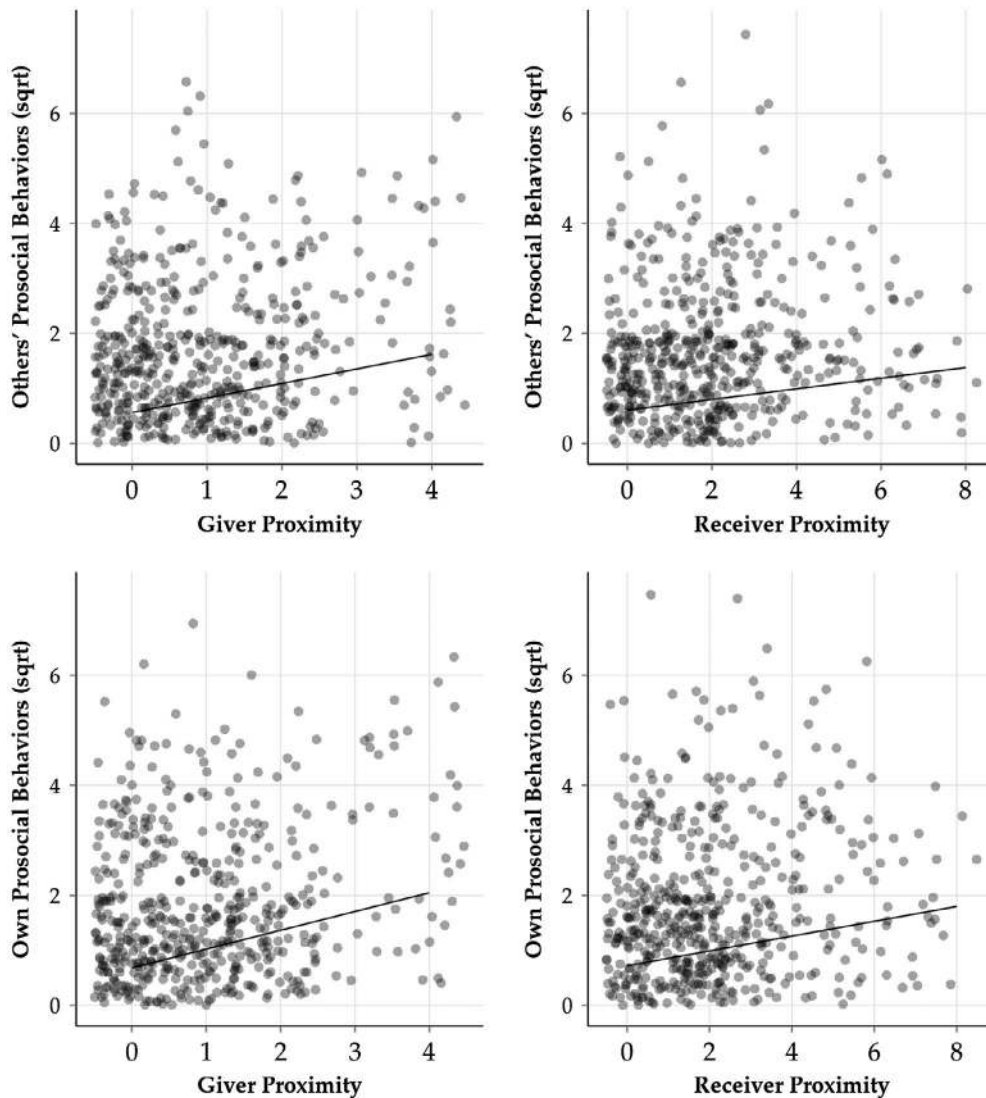 Others' Prosocial Behaviors (sqrt)
6
4
2
0
0 1 2 3 4
Giver Proximity
Others' Prosocial Behaviors (sqrt)
6
4
2
0
0 2 4 6 8
Receiver Proximity
Own Prosocial Behaviors (sqrt)
6
4
2
0
0 1 2 3 4
Giver Proximity
Own Prosocial Behaviors (sqrt)
6
4
2
0
0 2 4 6 8
Receiver Proximity